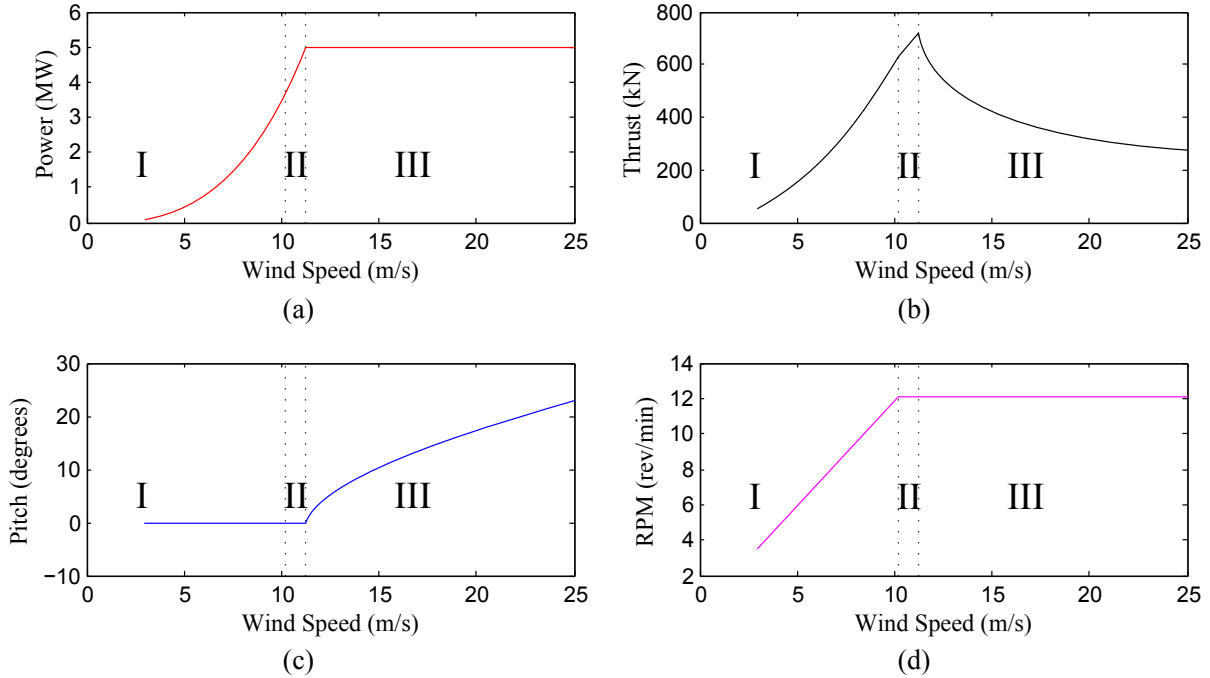 6
5
4
3
2
1
0
Power (MW)
I
II
III
0 5 10 15 20 25
Wind Speed (m/s)
(a)
800
600
400
200
0
Thrust (kN)
I
II
III
0 5 10 15 20 25
Wind Speed (m/s)
(b)
30
20
10
0
−10
Pitch (degrees)
I
II
III
0 5 10 15 20 25
Wind Speed (m/s)
(c)
14
12
10
8
6
4
2
RPM (rev/min)
I
II
III
0 5 10 15 20 25
Wind Speed (m/s)
(d)